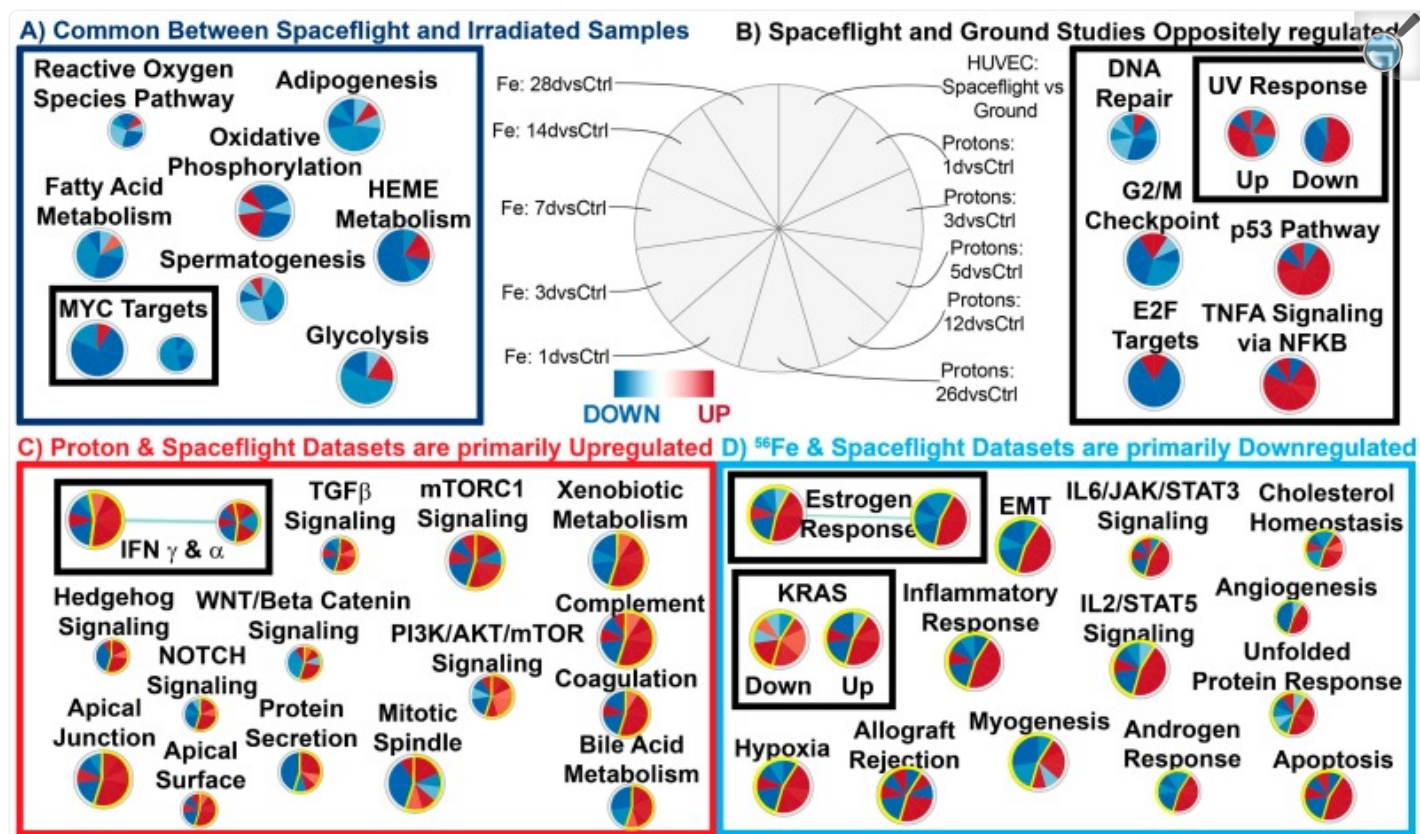 A) Common Between Spaceflight and Irradiated Samples
Reactive Oxygen
Species Pathway
Adipogenesis
Oxidative
Phosphorylation
Fatty Acid
Metabolism
HEME
Metabolism
Spermatogenesis
MYC Targets
Glycolysis
B) Spaceflight and Ground Studies Oppositely regulated
Fe: 28dvsCtrl
Fe: 14dvsCtrl
Fe: 7dvsCtrl
Fe: 3dvsCtrl
Fe: 1dvsCtrl
HUVEC:
Spaceflight vs
Ground
Protons:
1dvsCtrl
Protons:
3dvsCtrl
Protons:
5dvsCtrl
Protons:
12dvsCtrl
Protons:
26dvsCtrl
DOWN
UP
DNA
Repair
UV Response
Up
Down
G2/M
Checkpoint
p53 Pathway
E2F
Targets
TNFA Signaling
via NFKB
C) Proton & Spaceflight Datasets are primarily Upregulated
IFN γ & α
TGFβ
Signaling
mTORC1
Signaling
Xenobiotic
Metabolism
Hedgehog
Signaling
WNT/Beta Catenin
Signaling
Complement
NOTCH
Signaling
PI3K/AKT/mTOR
Signaling
Coagulation
Apical
Junction
Apical
Surface
Protein
Secretion
Mitotic
Spindle
Bile Acid
Metabolism
D) ⁵⁶Fe & Spaceflight Datasets are primarily Downregulated
Estrogen
Response
EMT
IL6/JAK/STAT3
Signaling
Cholesterol
Homeostasis
KRAS
Down
Up
Inflammatory
Response
IL2/STAT5
Signaling
Angiogenesis
Unfolded
Protein Response
Hypoxia
Allograft
Rejection
Myogenesis
Androgen
Response
Apoptosis